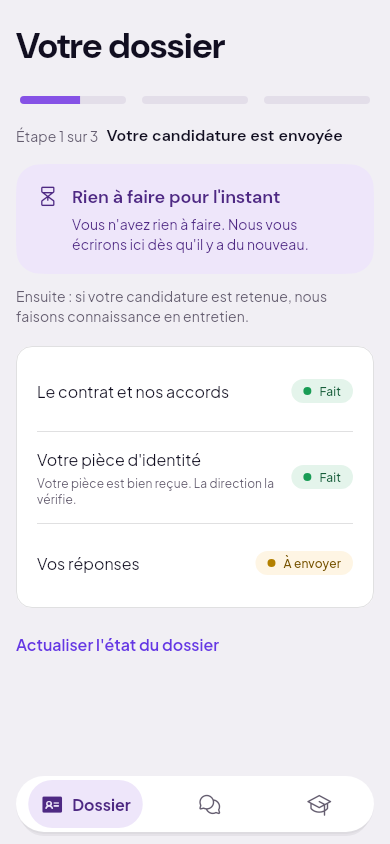 Votre dossier
Étape 1 sur 3 Votre candidature est envoyée
Rien à faire pour l'instant
Vous n'avez rien à faire. Nous vous
écrirons ici dès qu'il y a du nouveau.
Ensuite : si votre candidature est retenue, nous
faisons connaissance en entretien.
Le contrat et nos accords
Fait
Votre pièce d'identité
Votre pièce est bien reçue. La direction la
vérifie.
Fait
Vos réponses
À envoyer
Actualiser l'état du dossier
Dossier